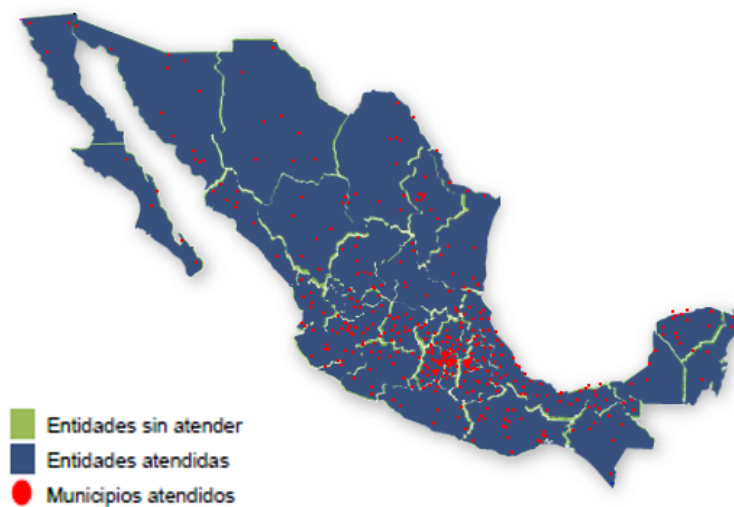 Entidades sin atender
Entidades atendidas
Municipios atendidos